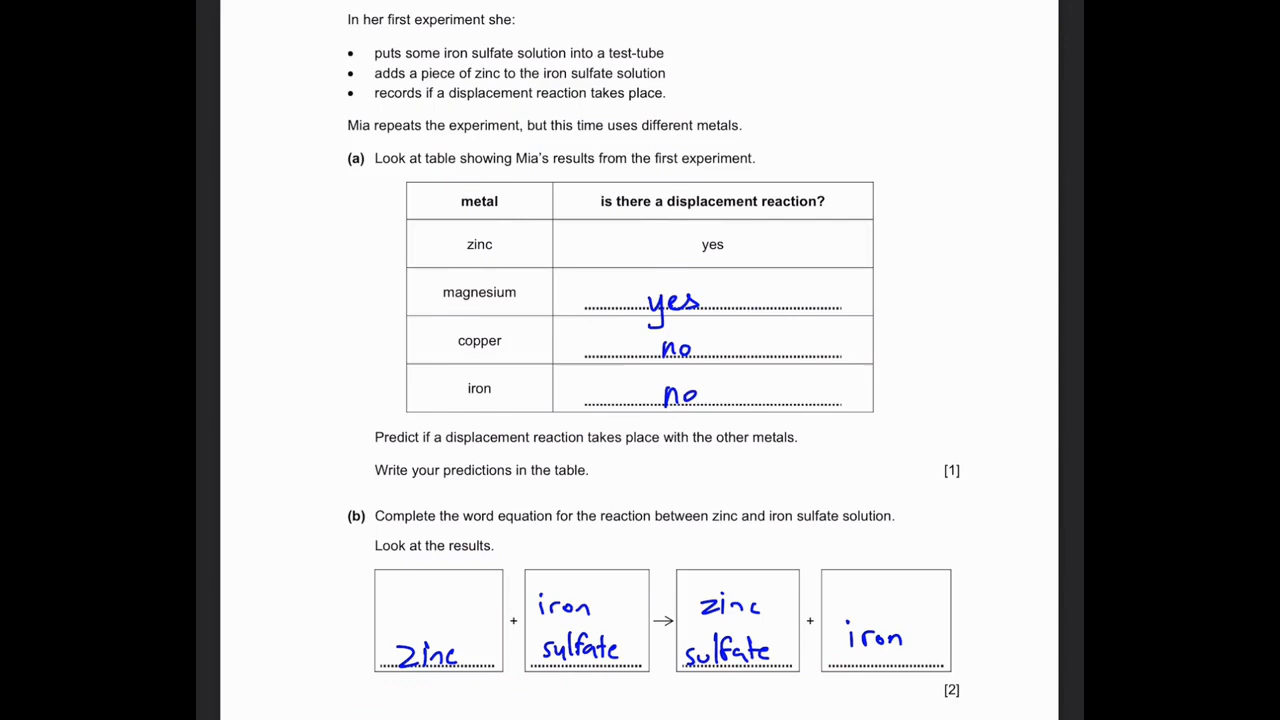 In her first experiment she:
• puts some iron sulfate solution into a test-tube
• adds a piece of zinc to the iron sulfate solution
• records if a displacement reaction takes place.
Mia repeats the experiment, but this time uses different metals.
(a) Look at table showing Mia's results from the first experiment.
metal is there a displacement reaction?
zinc yes
magnesium yes
copper no
iron no
Predict if a displacement reaction takes place with the other metals.
Write your predictions in the table. [1]
(b) Complete the word equation for the reaction between zinc and iron sulfate solution.
Look at the results.
zinc + iron sulfate → zinc sulfate + iron
[2]